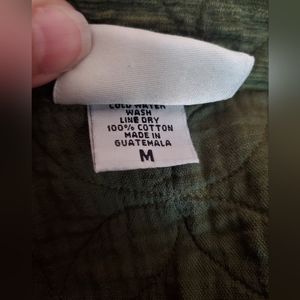 COLD WATER
WASH
LINE DRY
100% COTTON
MADE IN
GUATEMALA
M